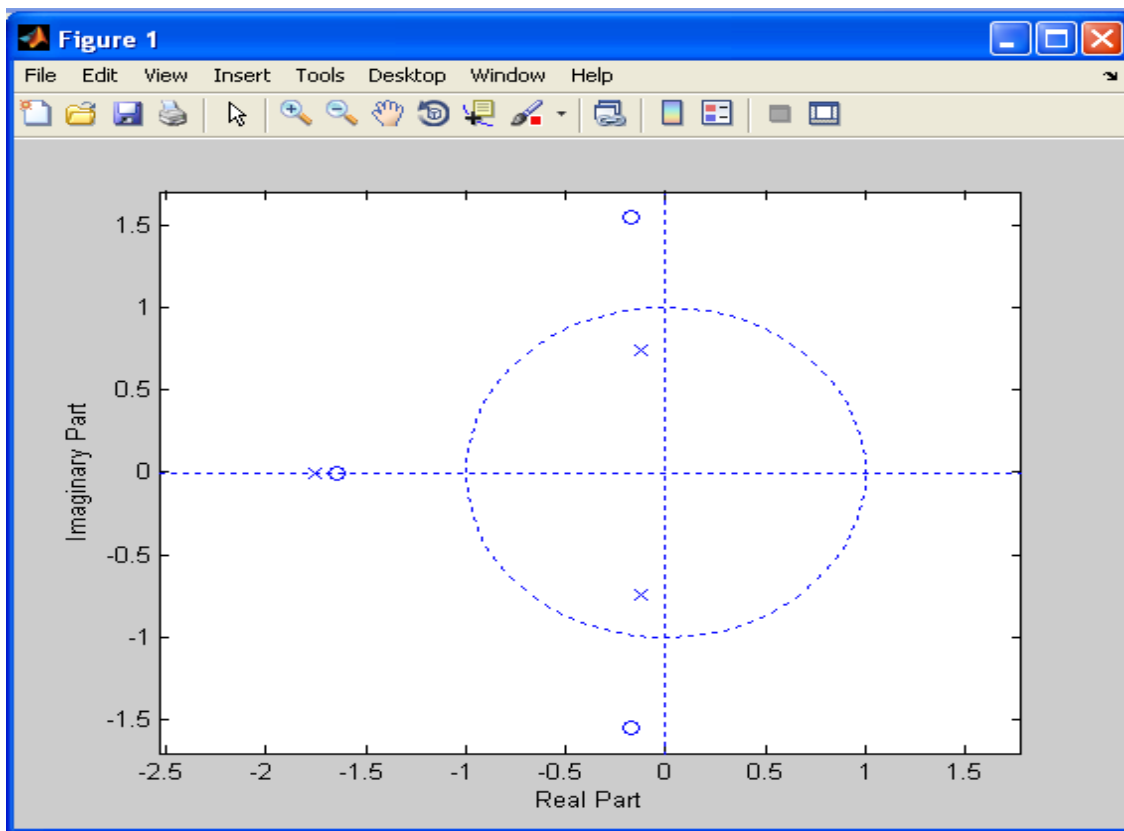 Figure 1
File Edit View Insert Tools Desktop Window Help
1.5
1
0.5
0
-0.5
-1
-1.5
Imaginary Part
-2.5 -2 -1.5 -1 -0.5 0 0.5 1 1.5
Real Part